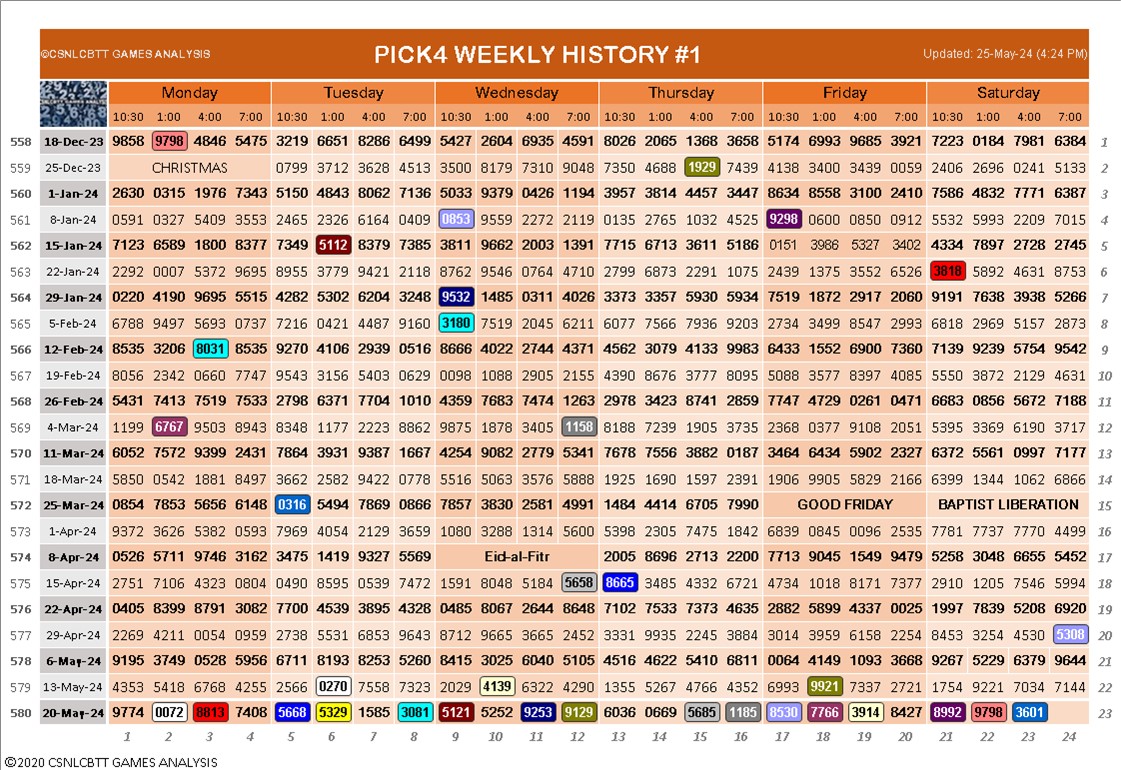 ©CSNLCBTT GAMES ANALYSIS PICK4 WEEKLY HISTORY #1 Updated: 25-May-24 (4:24 PM)
Monday Tuesday Wednesday Thursday Friday Saturday
10:30 1:00 4:00 7:00 10:30 1:00 4:00 7:00 10:30 1:00 4:00 7:00 10:30 1:00 4:00 7:00 10:30 1:00 4:00 7:00 10:30 1:00 4:00 7:00
558 18-Dec-23 9858 9798 4846 5475 3219 6651 8286 6499 5427 2604 6935 4591 8026 2065 1368 3658 5174 6993 9685 3921 7223 0184 7981 6384 1
559 25-Dec-23 CHRISTMAS 0799 3712 3628 4513 3500 8179 7310 9048 7350 4688 1929 7439 4138 3400 3439 0059 2406 2696 0241 5133 2
560 1-Jan-24 2630 0315 1976 7343 5150 4843 8062 7136 5033 9379 0426 1194 3957 3814 4457 3447 8634 8558 3100 2410 7586 4832 7771 6387 3
561 8-Jan-24 0591 0327 5409 3553 2465 2326 6164 0409 0853 9559 2272 2119 0135 2765 1032 4525 9298 0600 0850 0912 5532 5993 2209 7015 4
562 15-Jan-24 7123 6589 1800 8377 7349 5112 8379 7385 3811 9662 2003 1391 7715 6713 3611 5186 0151 3986 5327 3402 4334 7897 2728 2745 5
563 22-Jan-24 2292 0007 5372 9695 8955 3779 9421 2118 8762 9546 0764 4710 2799 6873 2291 1075 2439 1375 3552 6526 3818 5892 4631 8753 6
564 29-Jan-24 0220 4190 9695 5515 4282 5302 6204 3248 9532 1485 0311 4026 3373 3357 5930 5934 7519 1872 2917 2060 9191 7638 3938 5266 7
565 5-Feb-24 6788 9497 5693 0737 7216 0421 4487 9160 3180 7519 2045 6211 6077 7566 7936 9203 2734 3499 8547 2993 6818 2969 5157 2873 8
566 12-Feb-24 8535 3206 8031 8535 9270 4106 2939 0516 8666 4022 2744 4371 4562 3079 4133 9983 6433 1552 6900 7360 7139 9239 5754 9542 9
567 19-Feb-24 8056 2342 0660 7747 9543 3156 5403 0629 0098 1088 2905 2155 4390 8676 3777 8095 5088 3577 8397 4085 5550 3872 2129 4631 10
568 26-Feb-24 5431 7413 7519 7533 2798 6371 7704 1010 4359 7683 7474 1263 2978 3423 8741 2859 7747 4729 0261 0471 6683 0856 5672 7188 11
569 4-Mar-24 1199 6767 9503 8943 8348 1177 2223 8862 9875 1878 3405 1158 8188 7239 1905 3735 2368 0377 9108 2051 5395 3369 6190 3717 12
570 11-Mar-24 6052 7572 9399 2431 7864 3931 9387 1667 4254 9082 2779 5341 7678 7556 3882 0187 3464 6434 5902 2327 6372 5561 0997 7177 13
571 18-Mar-24 5850 0542 1881 8497 3662 2582 9422 0778 5516 5063 3576 5888 1925 1690 1597 2391 1906 9905 5829 2166 6399 1344 1062 6866 14
572 25-Mar-24 0854 7853 5656 6148 0316 5494 7869 0866 7857 3830 2581 4991 1484 4414 6705 7990 GOOD FRIDAY BAPTIST LIBERATION 15
573 1-Apr-24 9372 3626 5382 0593 7969 4054 2129 3659 1080 3288 1314 5600 5398 2305 7475 1842 6839 0845 0096 2535 7781 7737 7770 4499 16
574 8-Apr-24 0526 5711 9746 3162 3475 1419 9327 5569 Eid-al-Fitr 2005 8696 2713 2200 7713 9045 1549 9479 5258 3048 6655 5452 17
575 15-Apr-24 2751 7106 4323 0804 0490 8595 0539 7472 1591 8048 5184 5658 8665 3485 4332 6721 4734 1018 8171 7377 2910 1205 7546 5994 18
576 22-Apr-24 0405 8399 8791 3082 7700 4539 3895 4328 0485 8067 2644 8648 7102 7533 7373 4635 2882 5899 4337 0025 1997 7839 5208 6920 19
577 29-Apr-24 2269 4211 0054 0959 2738 5531 6853 9643 8712 9665 3665 2452 3331 9935 2245 3884 3014 3959 6158 2254 8453 3254 4530 5308 20
578 6-May-24 9195 3749 0528 5956 6711 8193 8253 5260 8415 3025 6040 5105 4516 4622 5410 6811 0064 4149 1093 3668 9267 5229 6379 9644 21
579 13-May-24 4353 5418 6768 4255 2566 0270 7558 7323 2029 4139 6322 4290 1355 5267 4766 4352 6993 9921 7337 2721 1754 9221 7034 7144 22
580 20-May-24 9774 0072 8813 7408 5668 5329 1585 3081 5121 5252 9253 9129 6036 0669 5685 1185 8530 7766 3914 8427 8992 9798 3601 23
1 2 3 4 5 6 7 8 9 10 11 12 13 14 15 16 17 18 19 20 21 22 23 24
©2020 CSNLCBTT GAMES ANALYSIS